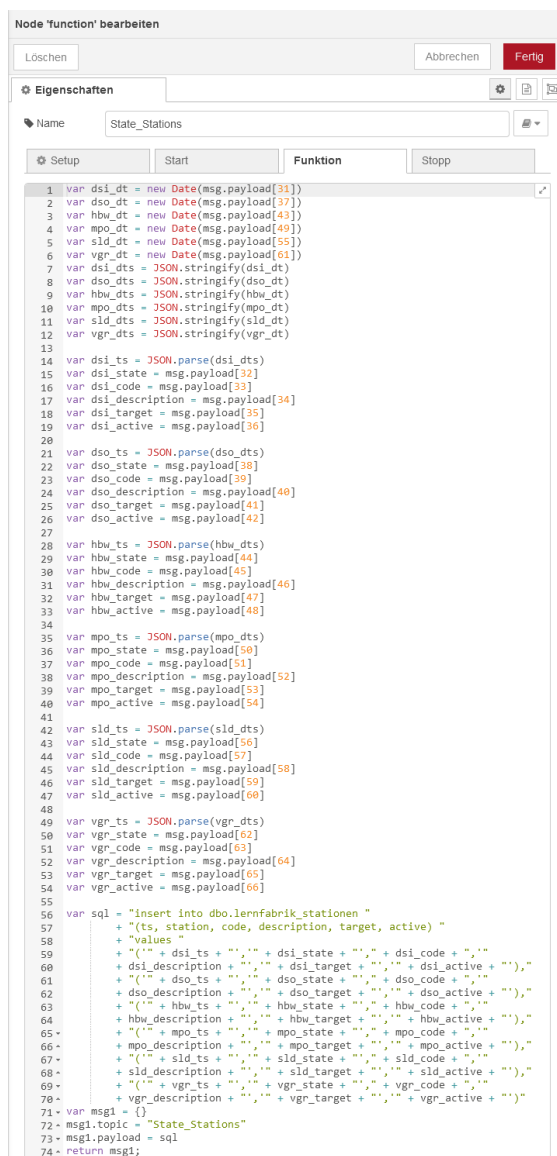 Node 'function' bearbeiten
Löschen
Abbrechen
Fertig
Eigenschaften
Name
State_Stations
Setup
Start
Funktion
Stopp
1 var dsi_dt = new Date(msg.payload[31])
2 var dso_dt = new Date(msg.payload[37])
3 var hbw_dt = new Date(msg.payload[43])
4 var mpo_dt = new Date(msg.payload[49])
5 var sld_dt = new Date(msg.payload[55])
6 var vgr_dt = new Date(msg.payload[61])
7 var dsi_dts = JSON.stringify(dsi_dt)
8 var dso_dts = JSON.stringify(dso_dt)
9 var hbw_dts = JSON.stringify(hbw_dt)
10 var mpo_dts = JSON.stringify(mpo_dt)
11 var sld_dts = JSON.stringify(sld_dt)
12 var vgr_dts = JSON.stringify(vgr_dt)
13
14 var dsi_ts = JSON.parse(dsi_dts)
15 var dsi_state = msg.payload[32]
16 var dsi_code = msg.payload[33]
17 var dsi_description = msg.payload[34]
18 var dsi_target = msg.payload[35]
19 var dsi_active = msg.payload[36]
20
21 var dso_ts = JSON.parse(dso_dts)
22 var dso_state = msg.payload[38]
23 var dso_code = msg.payload[39]
24 var dso_description = msg.payload[40]
25 var dso_target = msg.payload[41]
26 var dso_active = msg.payload[42]
27
28 var hbw_ts = JSON.parse(hbw_dts)
29 var hbw_state = msg.payload[44]
30 var hbw_code = msg.payload[45]
31 var hbw_description = msg.payload[46]
32 var hbw_target = msg.payload[47]
33 var hbw_active = msg.payload[48]
34
35 var mpo_ts = JSON.parse(mpo_dts)
36 var mpo_state = msg.payload[50]
37 var mpo_code = msg.payload[51]
38 var mpo_description = msg.payload[52]
39 var mpo_target = msg.payload[53]
40 var mpo_active = msg.payload[54]
41
42 var sld_ts = JSON.parse(sld_dts)
43 var sld_state = msg.payload[56]
44 var sld_code = msg.payload[57]
45 var sld_description = msg.payload[58]
46 var sld_target = msg.payload[59]
47 var sld_active = msg.payload[60]
48
49 var vgr_ts = JSON.parse(vgr_dts)
50 var vgr_state = msg.payload[62]
51 var vgr_code = msg.payload[63]
52 var vgr_description = msg.payload[64]
53 var vgr_target = msg.payload[65]
54 var vgr_active = msg.payload[66]
55
56 var sql = "insert into dbo.lernfabrik_stationen "
57 + "(ts, station, code, description, target, active) "
58 + "values "
59 + "('" + dsi_ts + "','" + dsi_state + "'," + dsi_code + ",'"
60 + dsi_description + "','" + dsi_target + "','" + dsi_active + "'),"
61 + "('" + dso_ts + "','" + dso_state + "'," + dso_code + ",'"
62 + dso_description + "','" + dso_target + "','" + dso_active + "'),"
63 + "('" + hbw_ts + "','" + hbw_state + "'," + hbw_code + ",'"
64 + hbw_description + "','" + hbw_target + "','" + hbw_active + "'),"
65 + "('" + mpo_ts + "','" + mpo_state + "'," + mpo_code + ",'"
66 + mpo_description + "','" + mpo_target + "','" + mpo_active + "'),"
67 + "('" + sld_ts + "','" + sld_state + "'," + sld_code + ",'"
68 + sld_description + "','" + sld_target + "','" + sld_active + "'),"
69 + "('" + vgr_ts + "','" + vgr_state + "'," + vgr_code + ",'"
70 + vgr_description + "','" + vgr_target + "','" + vgr_active + "')"
71 var msg1 = {}
72 msg1.topic = "State_Stations"
73 msg1.payload = sql
74 return msg1;